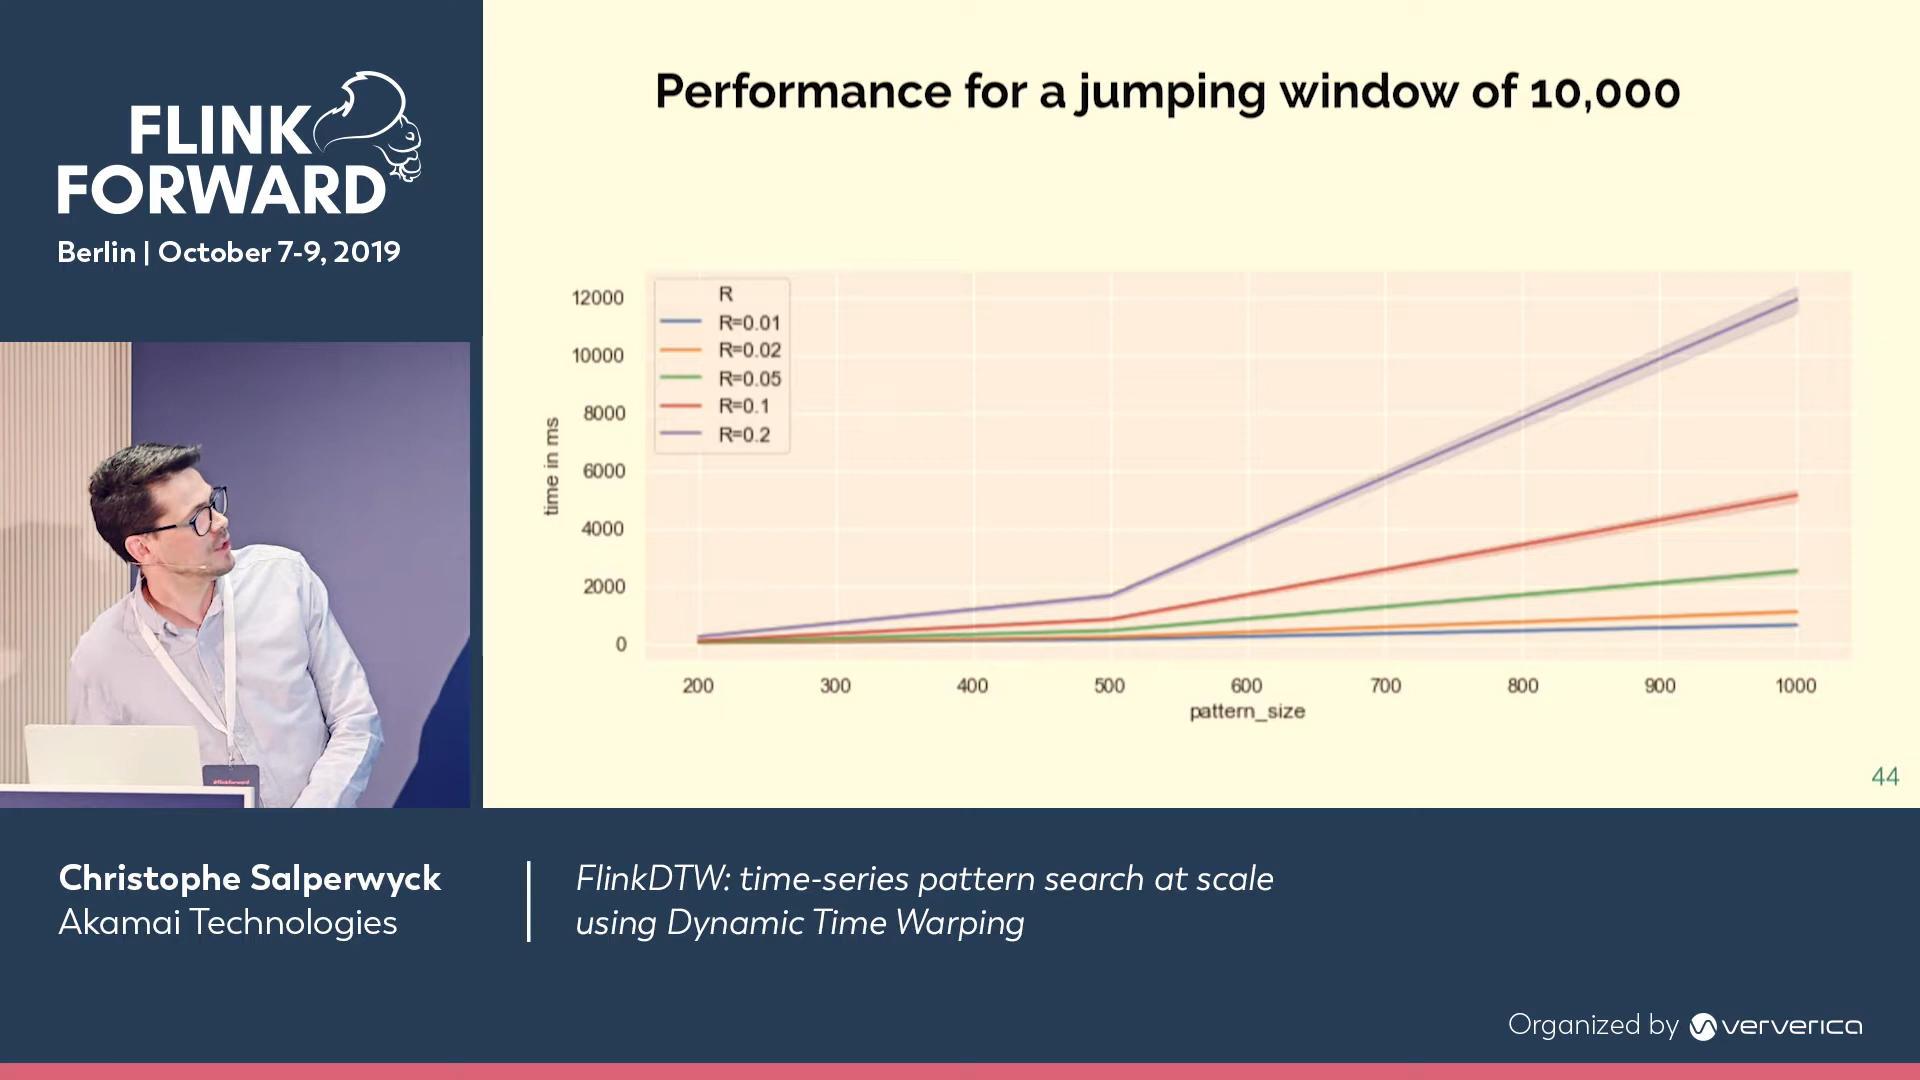 FLINK
FORWARD
Berlin | October 7-9, 2019
Performance for a jumping window of 10,000
R
R=0.01
R=0.02
R=0.05
R=0.1
R=0.2
time in ms
12000
10000
8000
6000
4000
2000
0
200 300 400 500 600 700 800 900 1000
pattern_size
44
#flinkforward
Christophe Salperwyck
Akamai Technologies
FlinkDTW: time-series pattern search at scale
using Dynamic Time Warping
Organized by ververica